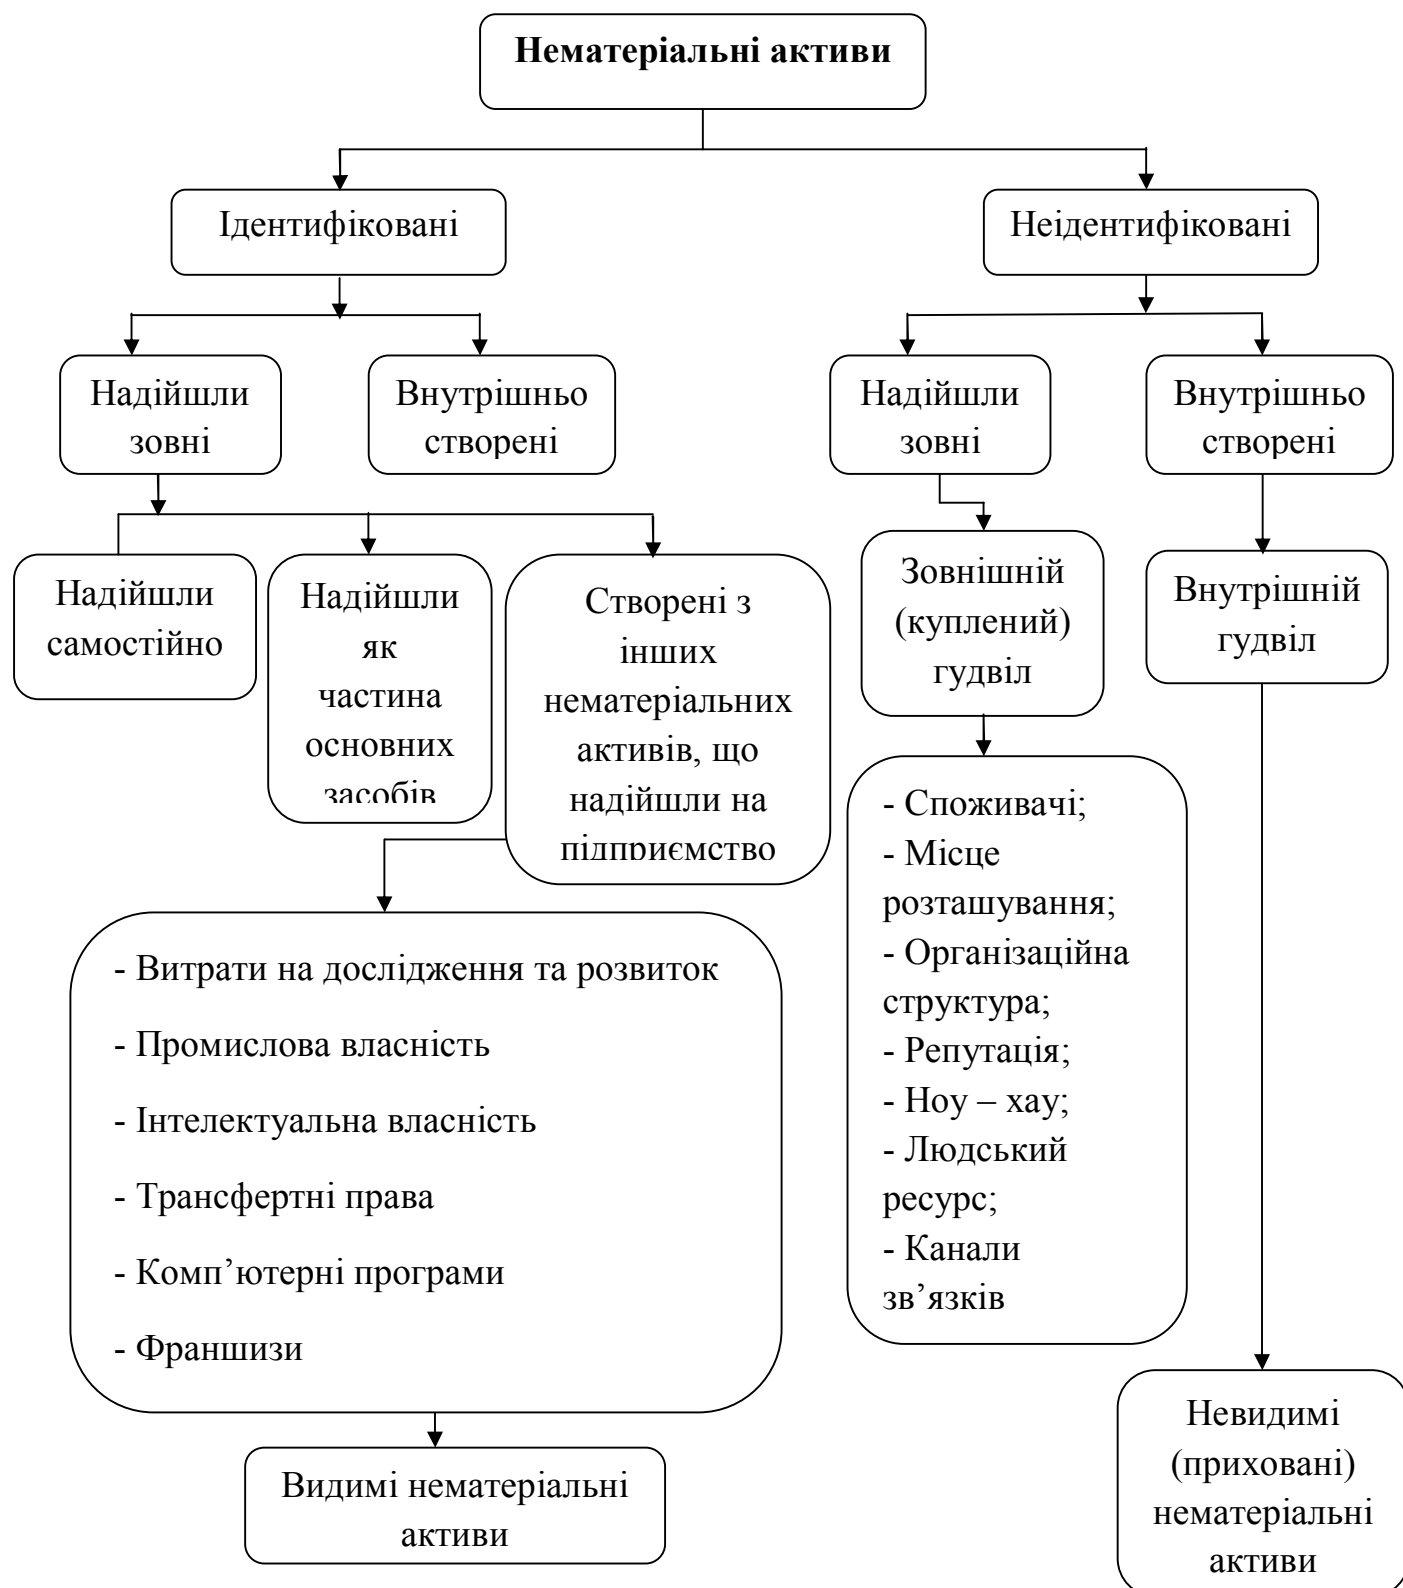 Нематеріальні активи
Ідентифіковані
Неідентифіковані
Надійшли
зовні
Внутрішньо
створені
Надійшли
зовні
Внутрішньо
створені
Надійшли
самостійно
Надійшли
як
частина
основних
засобів
Створені з
інших
нематеріальних
активів, що
надійшли на
підприємство
Зовнішній
(куплений)
гудвіл
Внутрішній
гудвіл
- Споживачі;
- Місце
розташування;
- Організаційна
структура;
- Репутація;
- Ноу – хау;
- Людський
ресурс;
- Канали
зв’язків
- Витрати на дослідження та розвиток
- Промислова власність
- Інтелектуальна власність
- Трансфертні права
- Комп’ютерні програми
- Франшизи
Видимі нематеріальні
активи
Невидимі
(приховані)
нематеріальні
активи